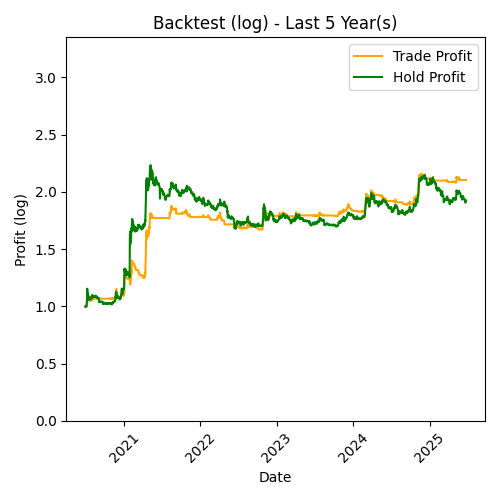 Backtest (log) - Last 5 Year(s)
Trade Profit
Hold Profit
3.0
2.5
2.0
1.5
1.0
0.5
0.0
Profit (log)
2021
2022
2023
2024
2025
Date